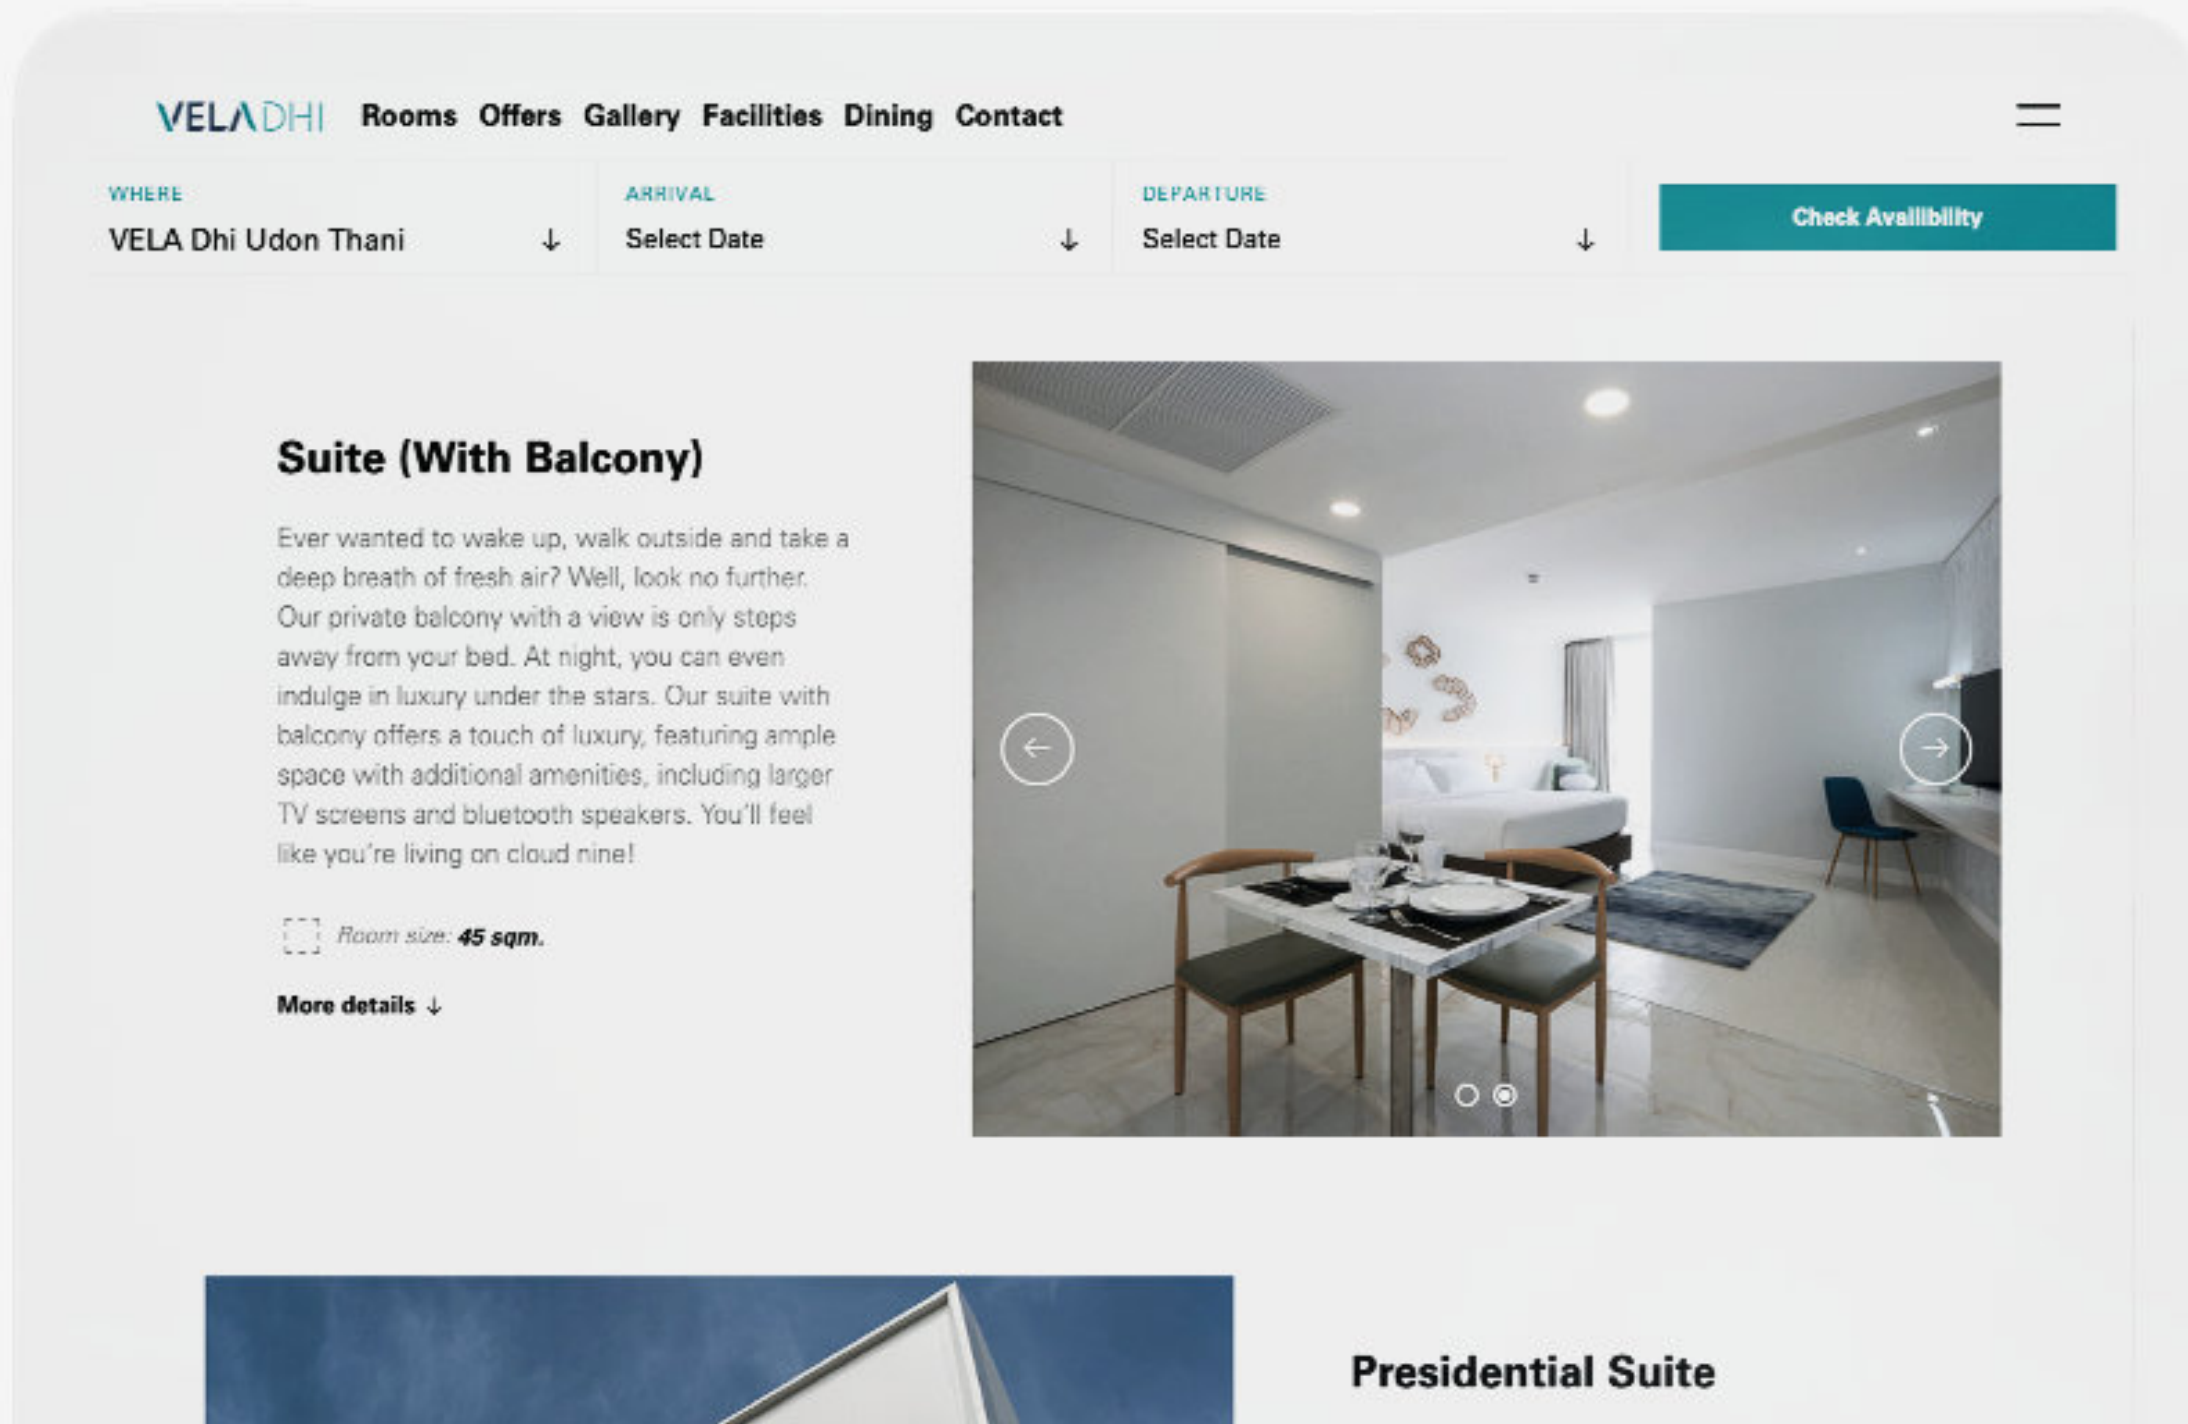 VELADHI Rooms Offers Gallery Facilities Dining Contact
WHERE
VELA Dhi Udon Thani
ARRIVAL
Select Date
DEPARTURE
Select Date
Check Availibility
Suite (With Balcony)
Ever wanted to wake up, walk outside and take a
deep breath of fresh air? Well, look no further.
Our private balcony with a view is only steps
away from your bed. At night, you can even
indulge in luxury under the stars. Our suite with
balcony offers a touch of luxury, featuring ample
space with additional amenities, including larger
TV screens and bluetooth speakers. You'll feel
like you're living on cloud nine!
Room size: 45 sqm.
More details ↓
Presidential Suite